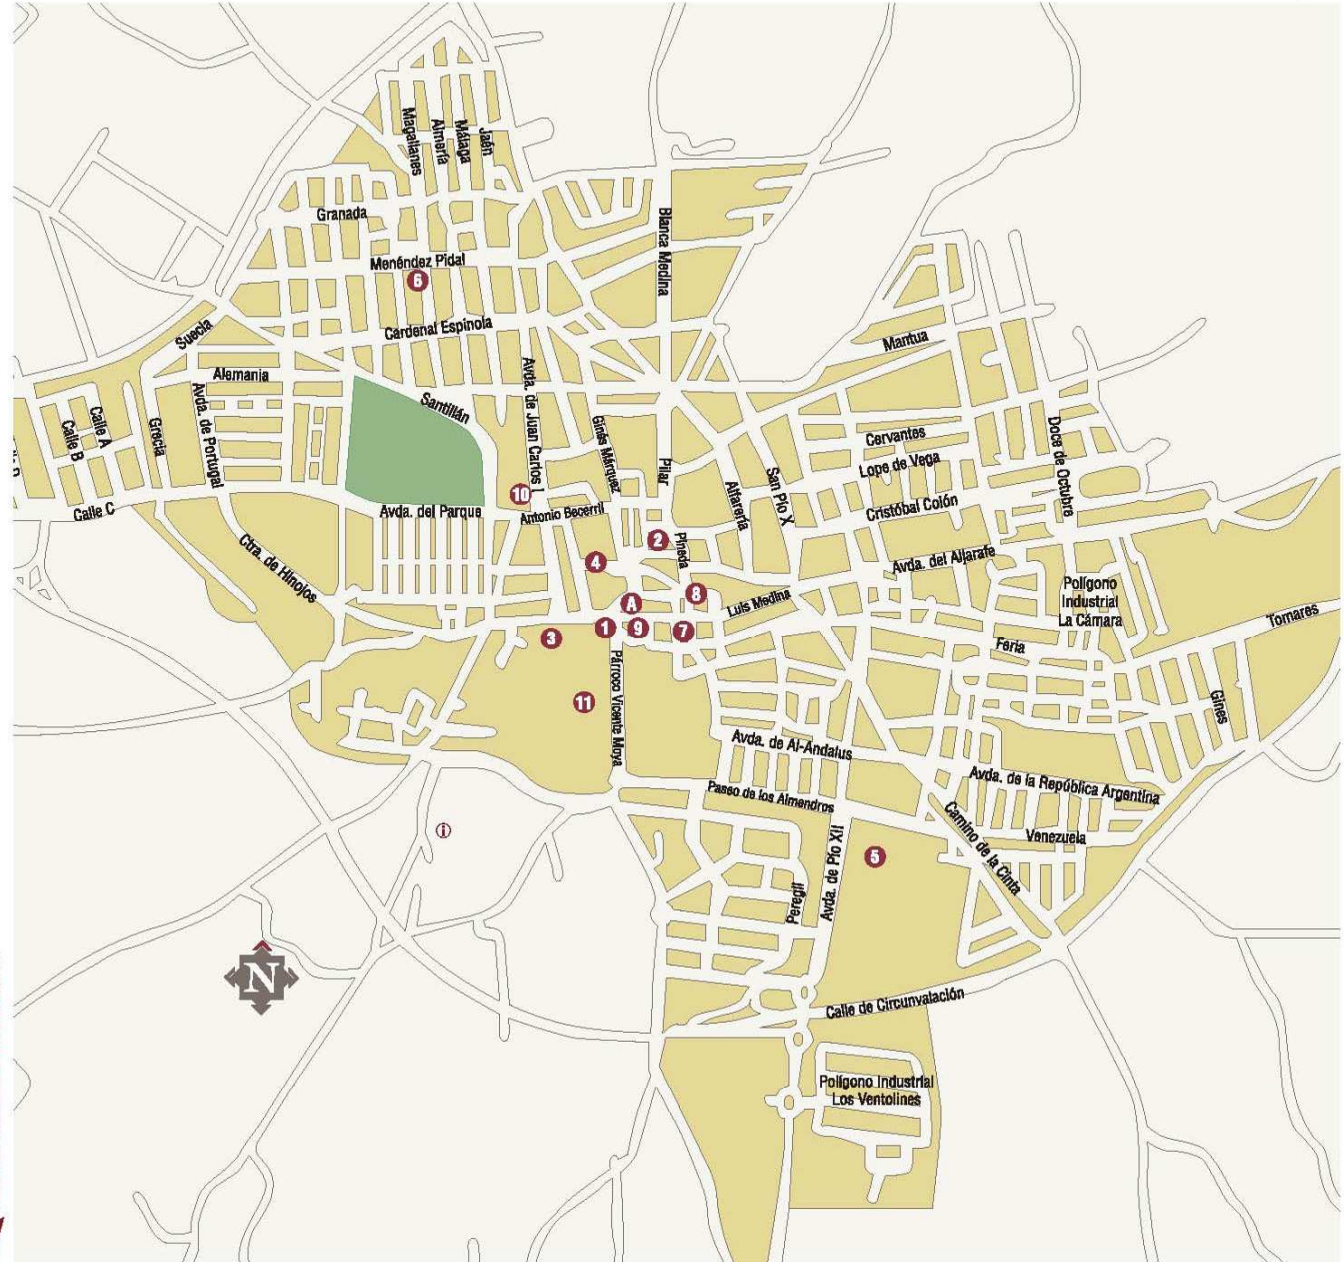 Magallanes
Almería
Málaga
Jaén
Granada
Blanca Medina
Menéndez Pidal
6
Cardenal Espinola
Suecia
Mantua
Alemania
Avda. de Juan Carlos I
Santillán
Avda. de Portugal
Calle A
Calle B
Grecia
Ginés Márquez
Doce de Octubre
Cervantes
Lope de Vega
Pilar
San Pío X
Alfarería
10
Cristóbal Colón
Calle C
Avda. del Parque
Antonio Becerril
2
Pineda
Ctra. de Hinojos
4
Avda. del Aljarafe
Polígono
Industrial
La Cámara
A
8
Luis Medina
Tomares
3
1
9
7
Feria
Párroco Vicente Moya
11
Gines
Avda. de Al-Andalus
Avda. de la República Argentina
Paseo de los Almendros
Camino de la Cinta
Venezuela
i
Avda. de Pío XII
5
Peregil
N
Calle de Circunvalación
Polígono Industrial
Los Ventolines